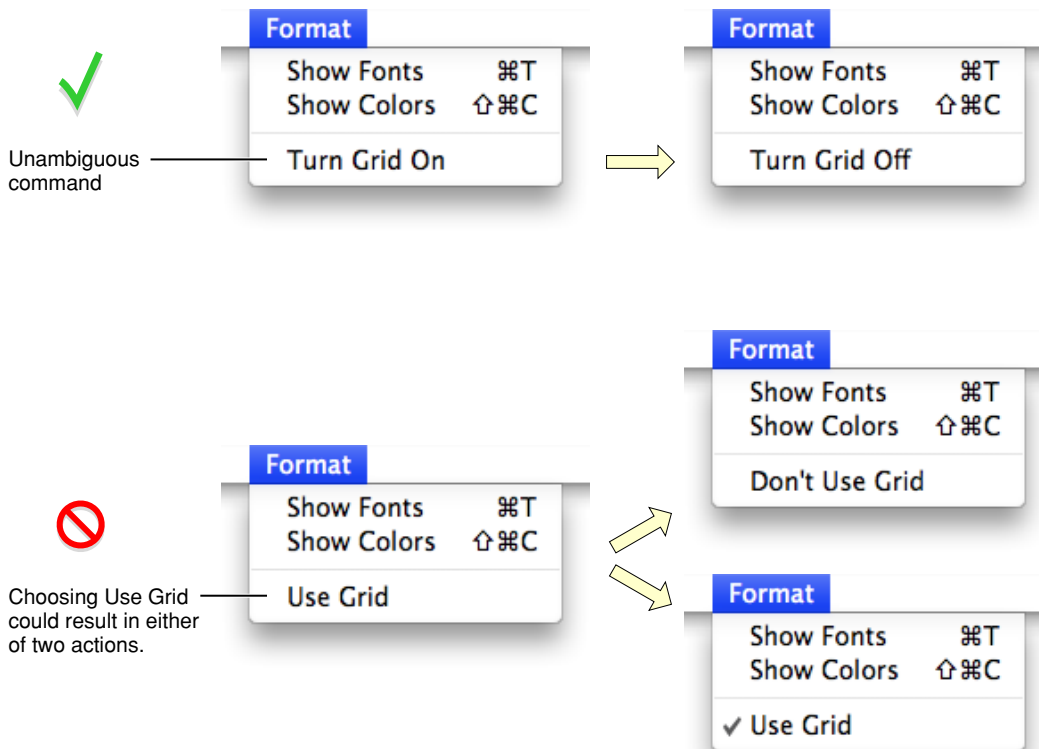 Format
Show Fonts ⌘T
Show Colors ⇧⌘C
Turn Grid On
Unambiguous
command
Format
Show Fonts ⌘T
Show Colors ⇧⌘C
Turn Grid Off
Format
Show Fonts ⌘T
Show Colors ⇧⌘C
Use Grid
Choosing Use Grid
could result in either
of two actions.
Format
Show Fonts ⌘T
Show Colors ⇧⌘C
Don't Use Grid
Format
Show Fonts ⌘T
Show Colors ⇧⌘C
✓ Use Grid